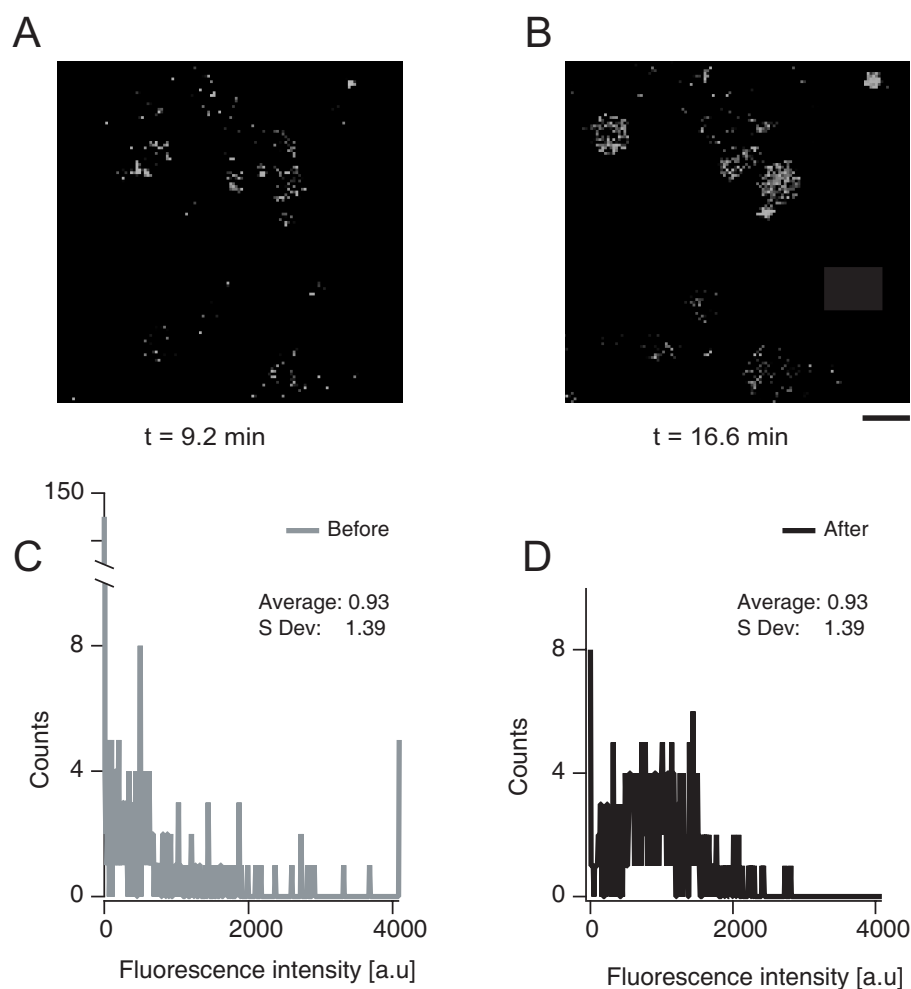 A
B
t = 9.2 min
t = 16.6 min
C
150
8
4
0
Counts
Before
Average: 0.93
S Dev: 1.39
0 2000 4000
Fluorescence intensity [a.u]
D
8
4
0
Counts
After
Average: 0.93
S Dev: 1.39
0 2000 4000
Fluorescence intensity [a.u]